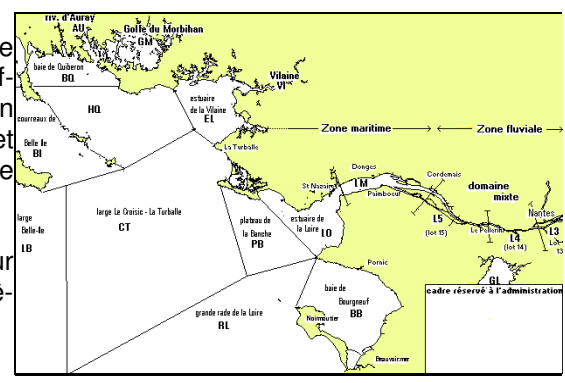 riv. d'Auray
AU
Golfe du Morbihan
GM
e
f-
n
et
e
ur
é-
baie de Quiberon
BQ
HQ
courreaux de
Belle Ile
BI
estuaire
de la Vilaine
EL
Vilaine
VI
La Turballe
Zone maritime
Zone fluviale
large
Belle-Ile
LB
large Le Croisic - La Turballe
CT
plateau de
la Banche
PB
St Nazaire
estuaire de
la Loire
LO
Donges
LM
Paimboeuf
Cordemais
L5
(lot 15)
domaine
mixte
Le Pellerin
L4
(lot 14)
Nantes
L3
Lot
13
GL
Pornic
baie de
Bourgneuf
BB
Noirmoutier
Beauvoir/mer
grande rade de la Loire
RL
cadre réservé à l'administration